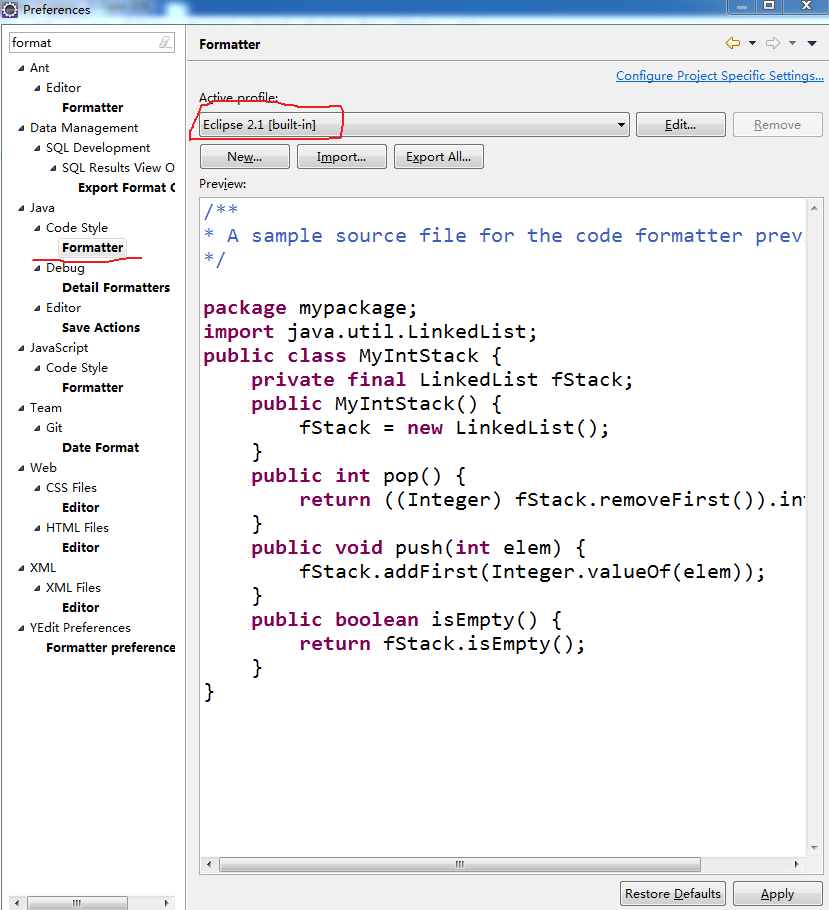 Preferences
format
Ant
Editor
Formatter
Data Management
SQL Development
SQL Results View O
Export Format C
Java
Code Style
Formatter
Debug
Detail Formatters
Editor
Save Actions
JavaScript
Code Style
Formatter
Team
Git
Date Format
Web
CSS Files
Editor
HTML Files
Editor
XML
XML Files
Editor
YEdit Preferences
Formatter preference
Formatter
Configure Project Specific Settings...
Active profile:
Eclipse 2.1 [built-in]
Edit...
Remove
New...
Import...
Export All...
Preview:
/**
* A sample source file for the code formatter prev
*/
package mypackage;
import java.util.LinkedList;
public class MyIntStack {
private final LinkedList fStack;
public MyIntStack() {
fStack = new LinkedList();
}
public int pop() {
return ((Integer) fStack.removeFirst()).in
}
public void push(int elem) {
fStack.addFirst(Integer.valueOf(elem));
}
public boolean isEmpty() {
return fStack.isEmpty();
}
}
Restore Defaults
Apply